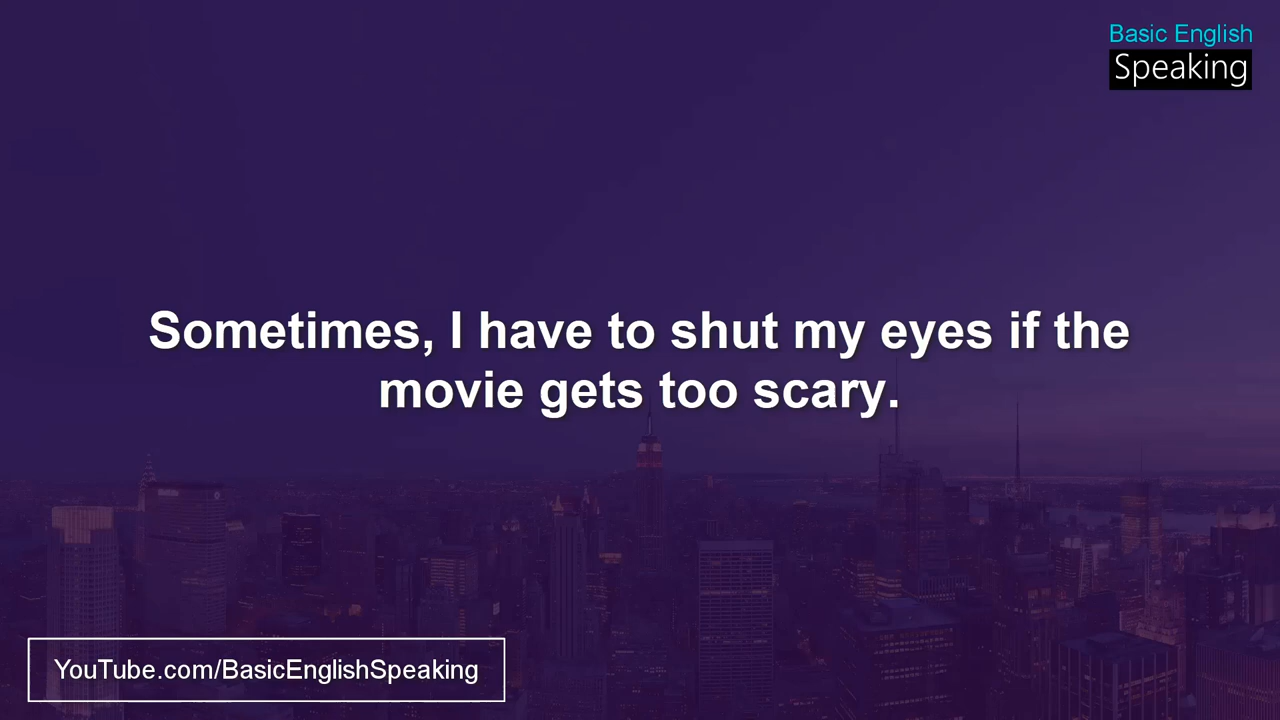 Basic English
Speaking
Sometimes, I have to shut my eyes if the
movie gets too scary.
YouTube.com/BasicEnglishSpeaking